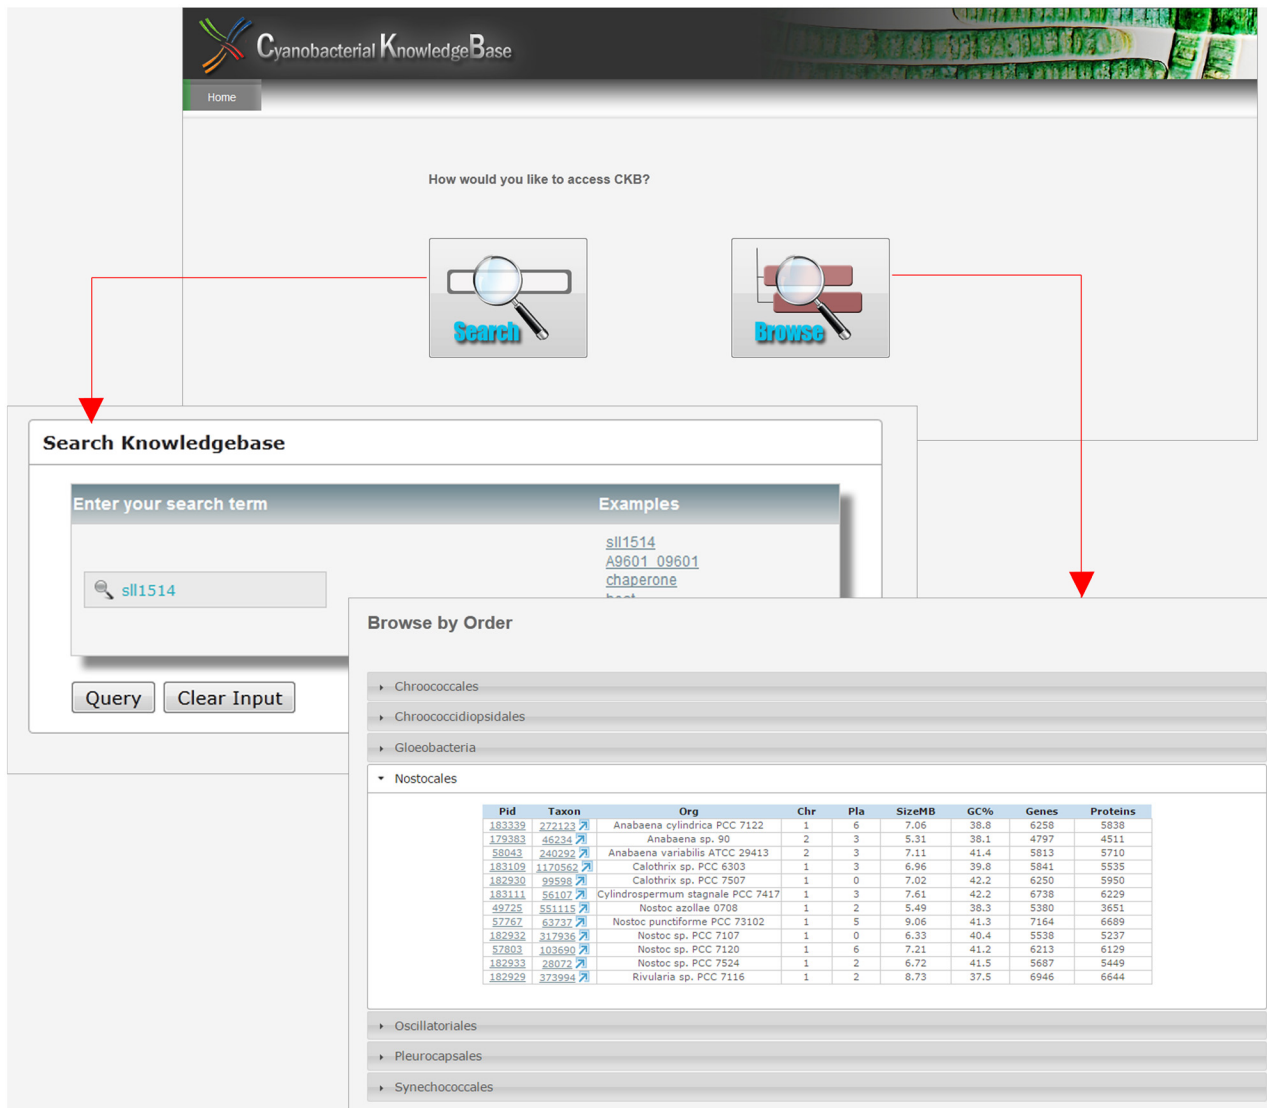 Cyanobacterial KnowledgeBase
Home
How would you like to access CKB?
Search
Browse
Search Knowledgebase
Enter your search term Examples
sll1514
A9601_09601
chaperone
sll1514
Query Clear Input
Browse by Order
Chroococcales
Chroococcidiopsidales
Gloeobacteria
Nostocales
Pid Taxon Org Chr Pla SizeMB GC% Genes Proteins
183339 272123 Anabaena cylindrica PCC 7122 1 6 7.06 38.8 6258 5838
179383 46234 Anabaena sp. 90 2 3 5.31 38.1 4797 4511
58043 240292 Anabaena variabilis ATCC 29413 2 3 7.11 41.4 5813 5710
183109 1170562 Calothrix sp. PCC 6303 1 3 6.96 39.8 5841 5535
182930 99598 Calothrix sp. PCC 7507 1 0 7.02 42.2 6250 5950
183111 56107 Cylindrospermum stagnale PCC 7417 1 3 7.61 42.2 6738 6229
49725 551115 Nostoc azollae 0708 1 2 5.49 38.3 5380 3651
57767 63737 Nostoc punctiforme PCC 73102 1 5 9.06 41.3 7164 6689
182932 317936 Nostoc sp. PCC 7107 1 0 6.33 40.4 5538 5237
57803 103690 Nostoc sp. PCC 7120 1 6 7.21 41.2 6213 6129
182933 28072 Nostoc sp. PCC 7524 1 2 6.72 41.5 5687 5449
182929 373994 Rivularia sp. PCC 7116 1 2 8.73 37.5 6946 6644
Oscillatoriales
Pleurocapsales
Synechococcales